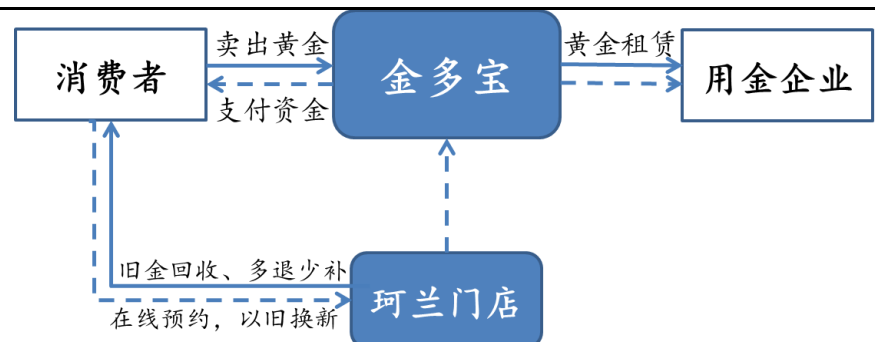 卖出黄金
黄金租赁
消费者
金多宝
用金企业
支付资金
旧金回收、多退少补
珂兰门店
在线预约，以旧换新